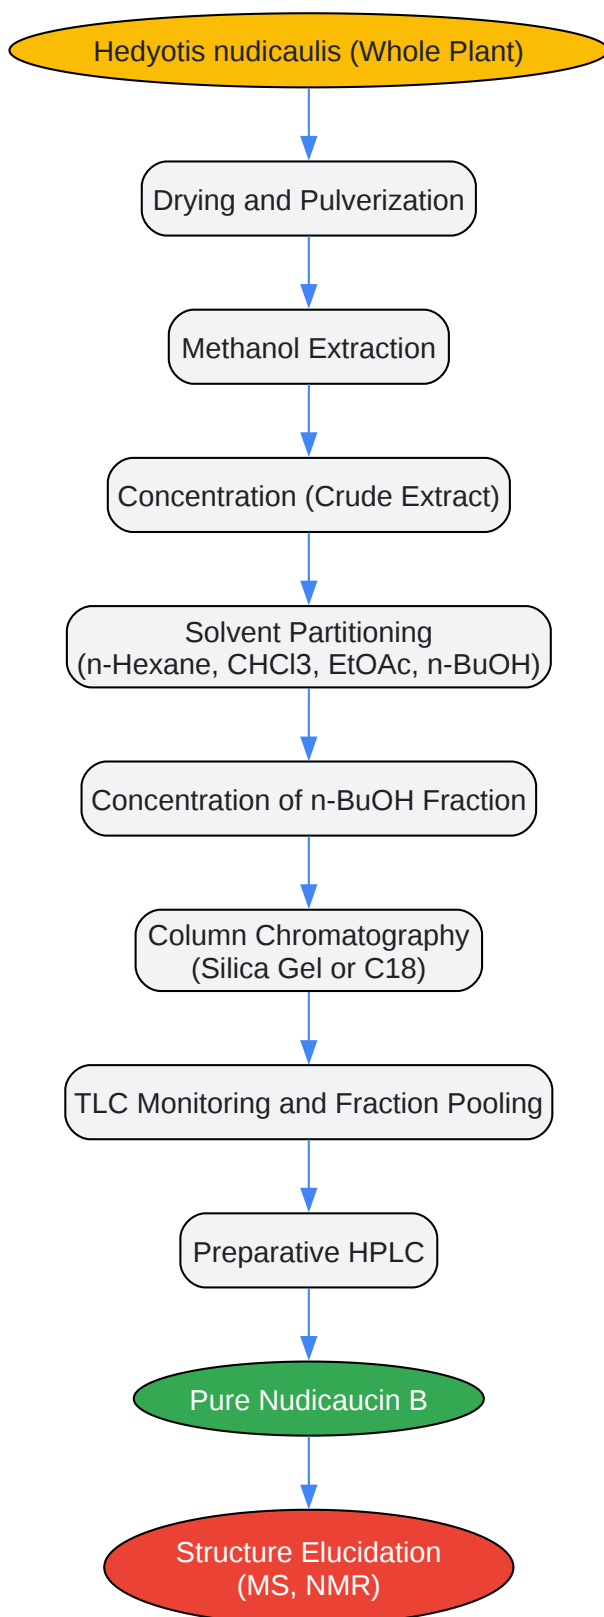 Hedyotis nudicaulis (Whole Plant)
Drying and Pulverization
Methanol Extraction
Concentration (Crude Extract)
Solvent Partitioning
(n-Hexane, CHCl3, EtOAc, n-BuOH)
Concentration of n-BuOH Fraction
Column Chromatography
(Silica Gel or C18)
TLC Monitoring and Fraction Pooling
Preparative HPLC
Pure Nudicaucin B
Structure Elucidation
(MS, NMR)